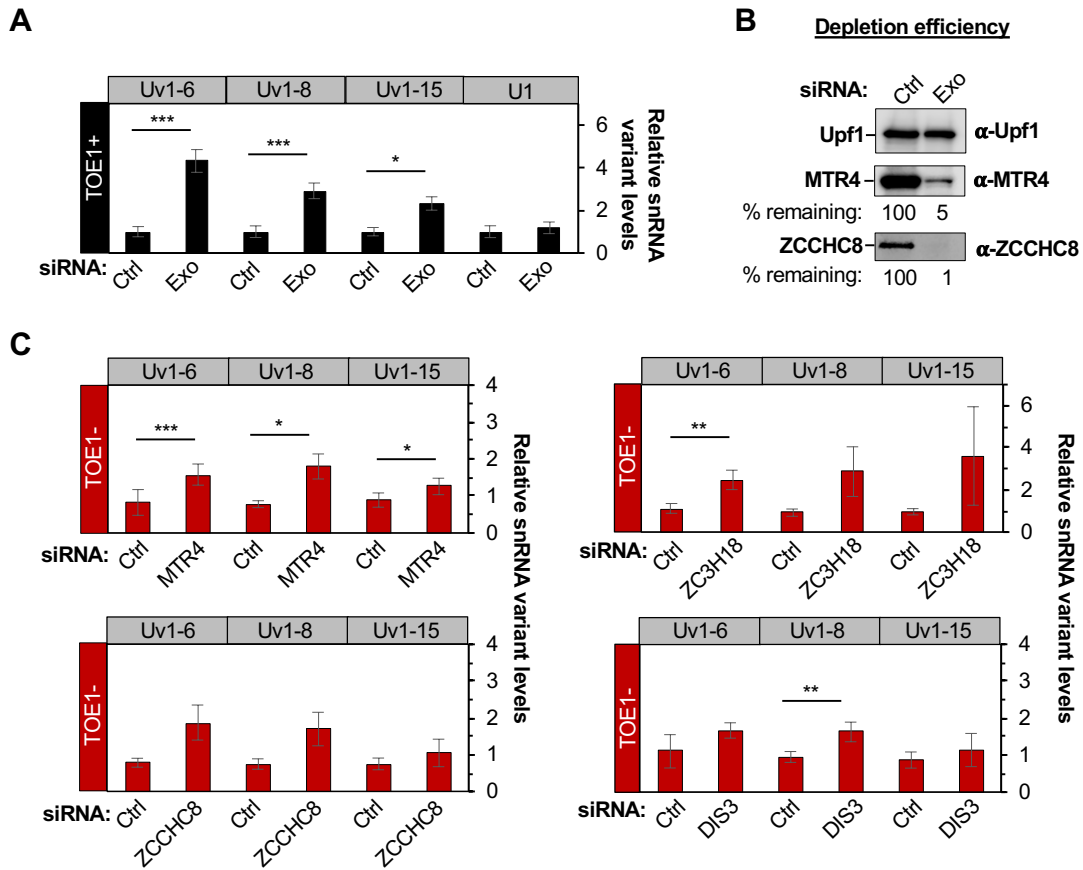 A
Uv1-6 Uv1-8 Uv1-15 U1
TOE1+
*** *** *
6
4
2
0
Relative snRNA
variant levels
siRNA: Ctrl Exo Ctrl Exo Ctrl Exo Ctrl Exo
B
Depletion efficiency
siRNA: Ctrl Exo
Upf1 α-Upf1
MTR4 α-MTR4
% remaining: 100 5
ZCCHC8 α-ZCCHC8
% remaining: 100 1
C
Uv1-6 Uv1-8 Uv1-15
TOE1-
*** * *
4
3
2
1
0
siRNA: Ctrl MTR4 Ctrl MTR4 Ctrl MTR4
Uv1-6 Uv1-8 Uv1-15
TOE1-
4
3
2
1
0
siRNA: Ctrl ZCCHC8 Ctrl ZCCHC8 Ctrl ZCCHC8
Relative snRNA variant levels
Uv1-6 Uv1-8 Uv1-15
TOE1-
**
6
4
2
0
siRNA: Ctrl ZC3H18 Ctrl ZC3H18 Ctrl ZC3H18
Uv1-6 Uv1-8 Uv1-15
TOE1-
**
4
3
2
1
0
siRNA: Ctrl DIS3 Ctrl DIS3 Ctrl DIS3
Relative snRNA variant levels